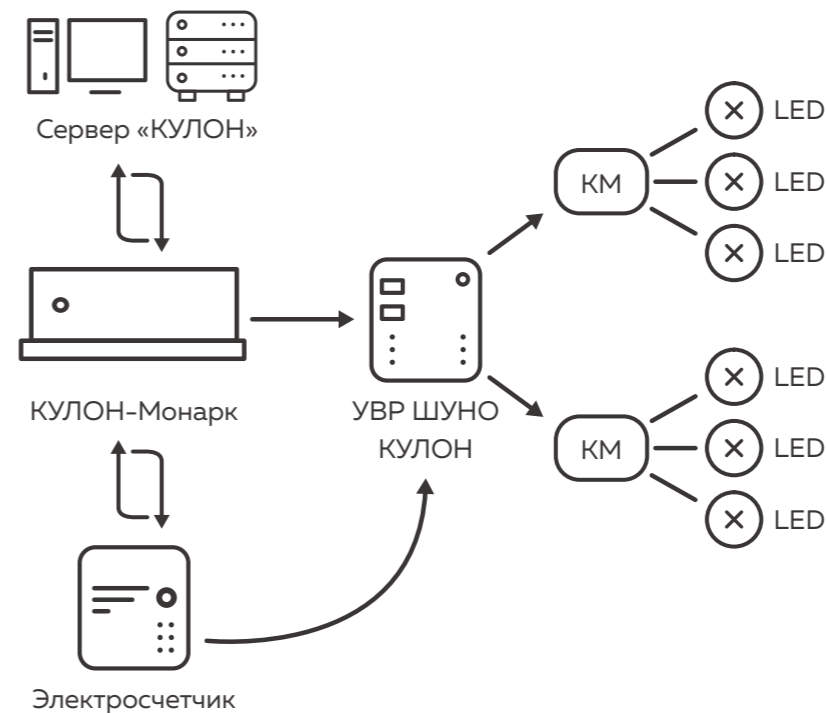 Сервер «КУЛОН»
КУЛОН-Монарк
Электросчетчик
УВР ШУНО
КУЛОН
КМ
LED
LED
LED
КМ
LED
LED
LED